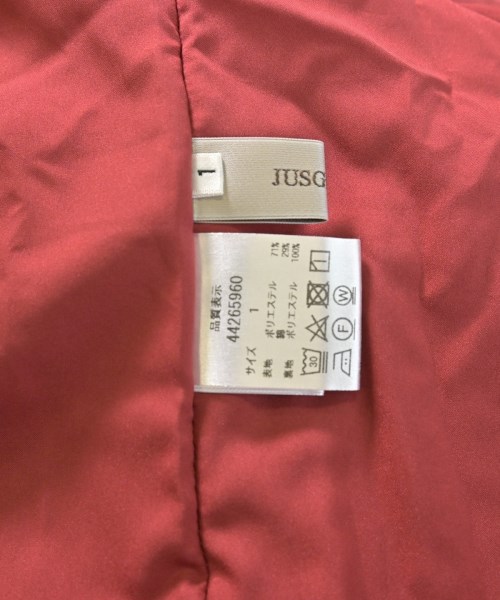 1
JUSG
品質表示
44265960
サイズ 1
表地 ポリエステル 71%
綿 29%
裏地 ポリエステル 100%
30
F
W